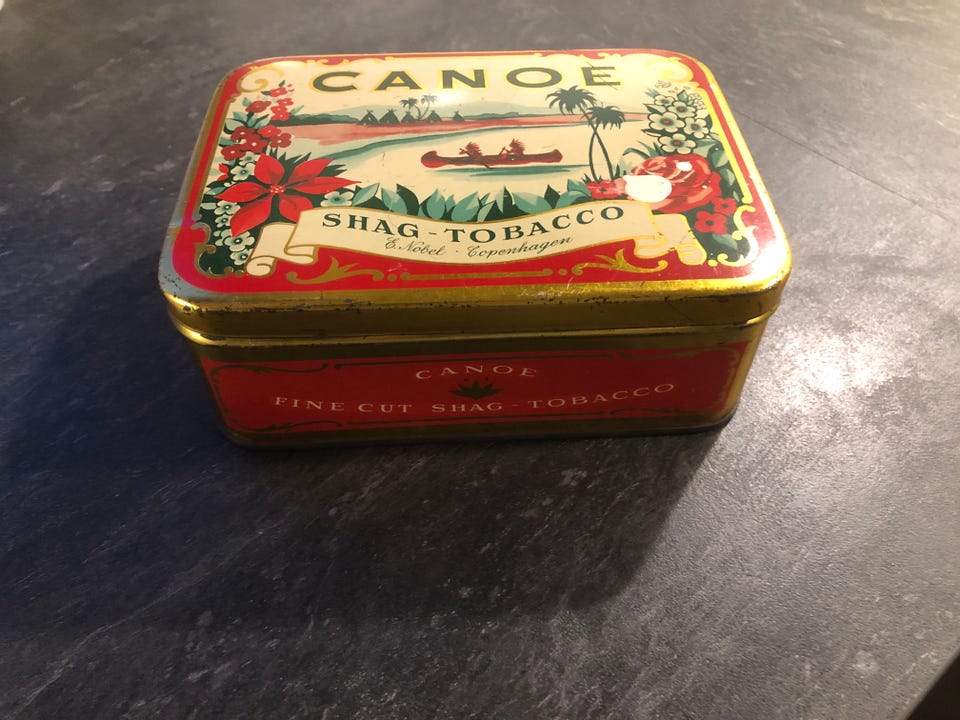 CANOE
SHAG-TOBACCO
E. Nobel · Copenhagen
CANOE
FINE CUT SHAG-TOBACCO